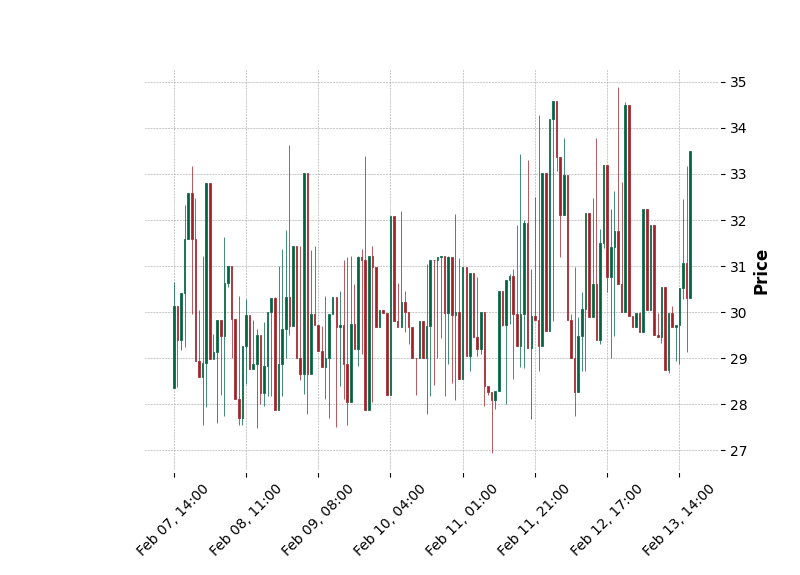 35
34
33
32
31
30
29
28
27
Price
Feb 07, 14:00
Feb 08, 11:00
Feb 09, 08:00
Feb 10, 04:00
Feb 11, 01:00
Feb 11, 21:00
Feb 12, 17:00
Feb 13, 14:00